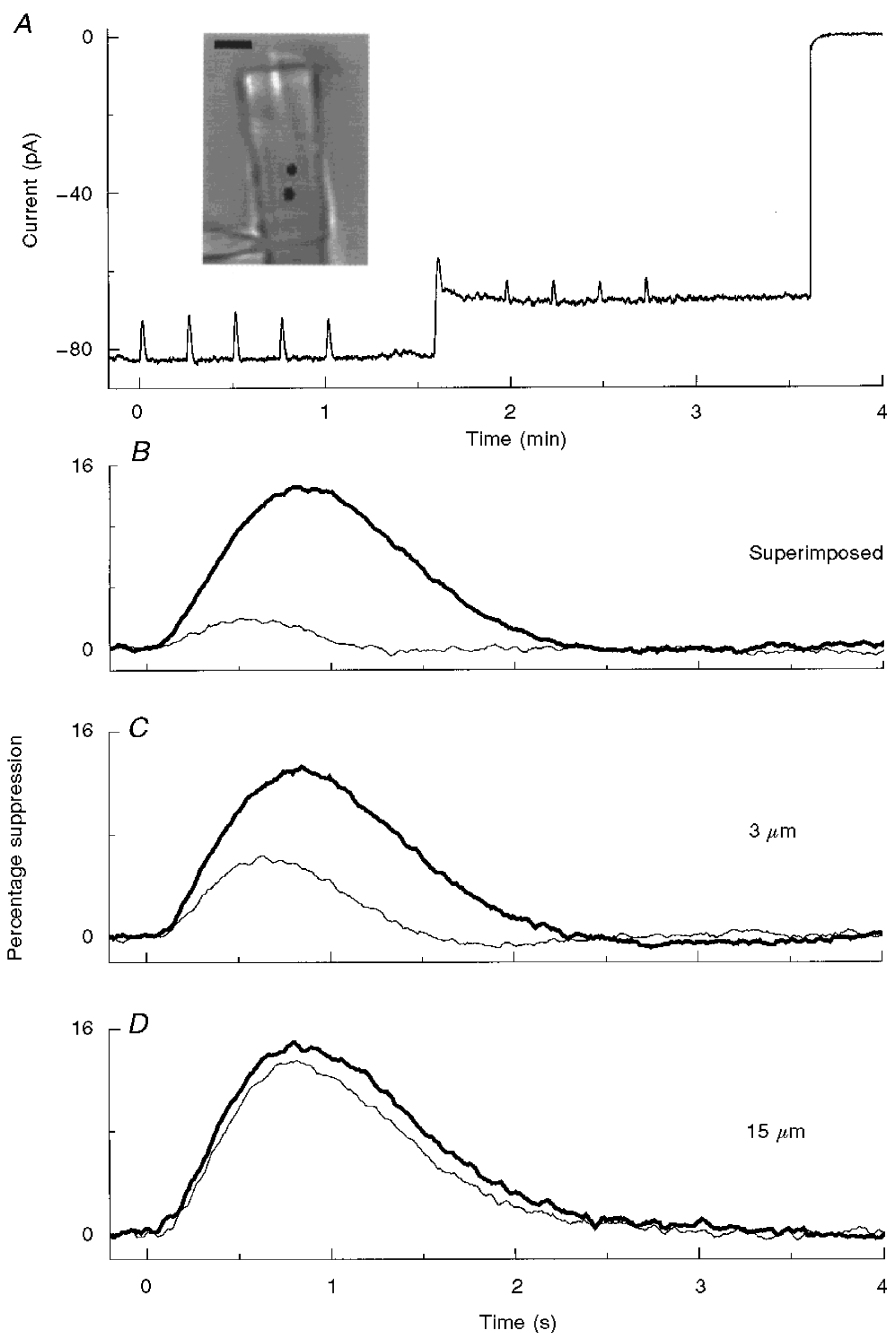 A
0
−40
−80
Current (pA)
0 1 2 3 4
Time (min)
B
16
0
Superimposed
C
16
0
3 μm
Percentage suppression
D
16
0
15 μm
0 1 2 3 4
Time (s)